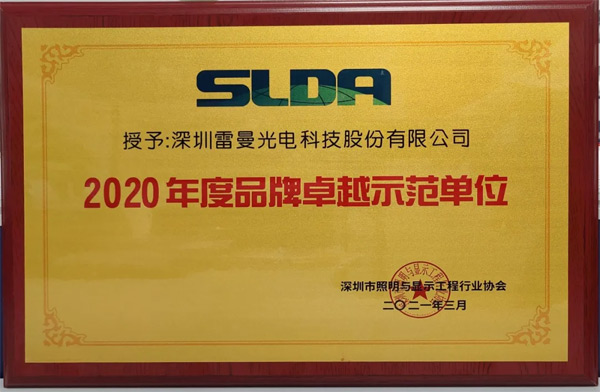 SLDA
授予:深圳雷曼光电科技股份有限公司
2020年度品牌卓越示范单位
深圳市照明与显示工程行业协会
二〇二一年三月